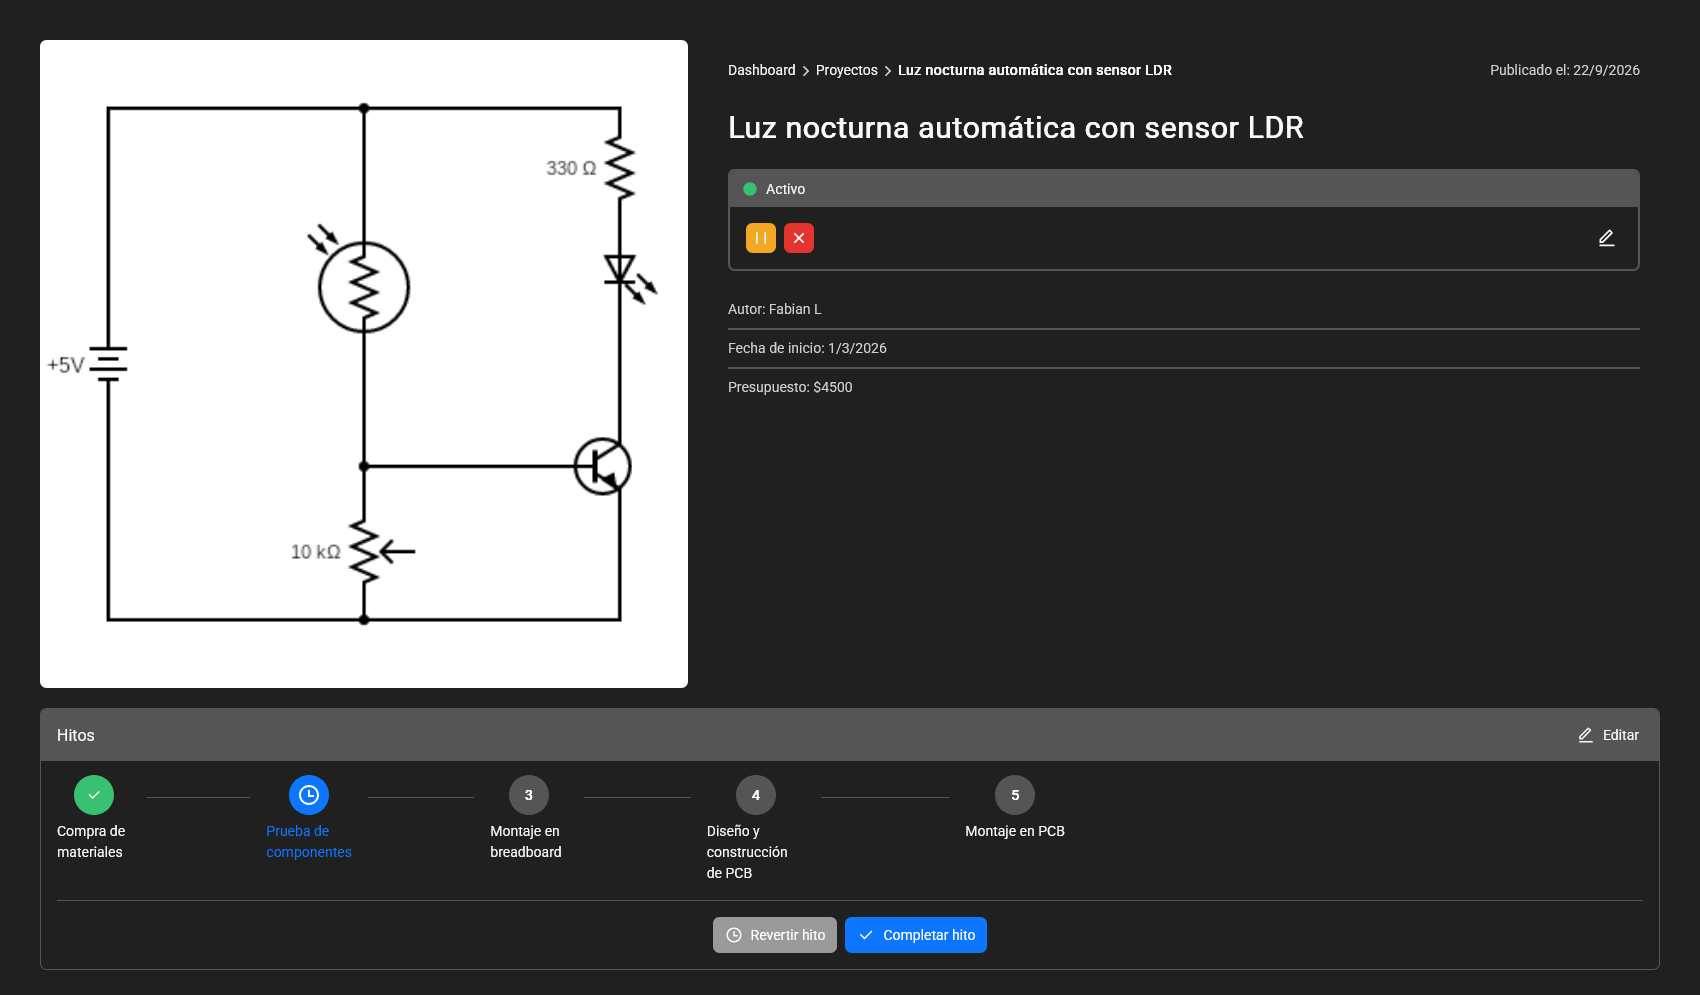 Dashboard > Proyectos > Luz nocturna automática con sensor LDR
Publicado el: 22/9/2026
Luz nocturna automática con sensor LDR
Activo
Autor: Fabian L
Fecha de inicio: 1/3/2026
Presupuesto: $4500
330 Ω
+5V
10 kΩ
Hitos
Editar
Compra de
materiales
Prueba de
componentes
3
Montaje en
breadboard
4
Diseño y
construcción
de PCB
5
Montaje en PCB
Revertir hito
Completar hito